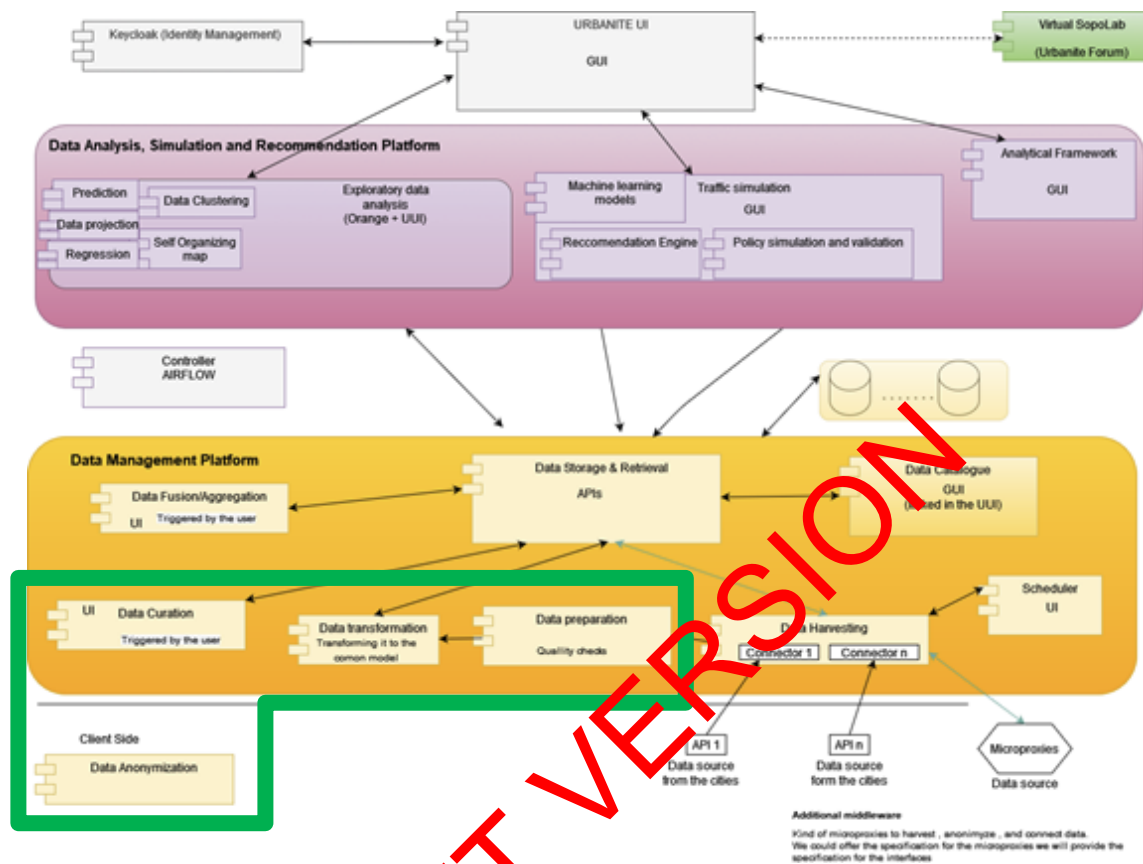 Keycloak (Identity Management)
URBANITE UI
GUI
Virtual SopoLab
(Urbanite Forum)
Data Analysis, Simulation and Recommendation Platform
Prediction
Data Clustering
Data projection
Regression
Self Organizing
map
Exploratory data
analysis
(Orange + UUI)
Machine learning
models
Traffic simulation
GUI
Reccomendation Engine
Policy simulation and validation
Analytical Framework
GUI
Controller
AIRFLOW
........
Data Management Platform
Data Fusion/Aggregation
UI Triggered by the user
Data Storage & Retrieval
APIs
Data Catalogue
GUI
in the UUI)
UI Data Curation
Triggered by the user
Data transformation
Transforming it to the
comon model
Data preparation
Quallity checks
Data Harvesting
Connector 1
Connector n
Scheduler
UI
Client Side
Data Anonymization
API 1
Data source
from the cities
API n
Data source
form the cities
Microproxies
Data source
Additional middleware
Kind of microproxies to harvest , anonimyze , and connect data.
We could offer the specification for the microproxies we will provide the
specification for the interfaces
T VERSION